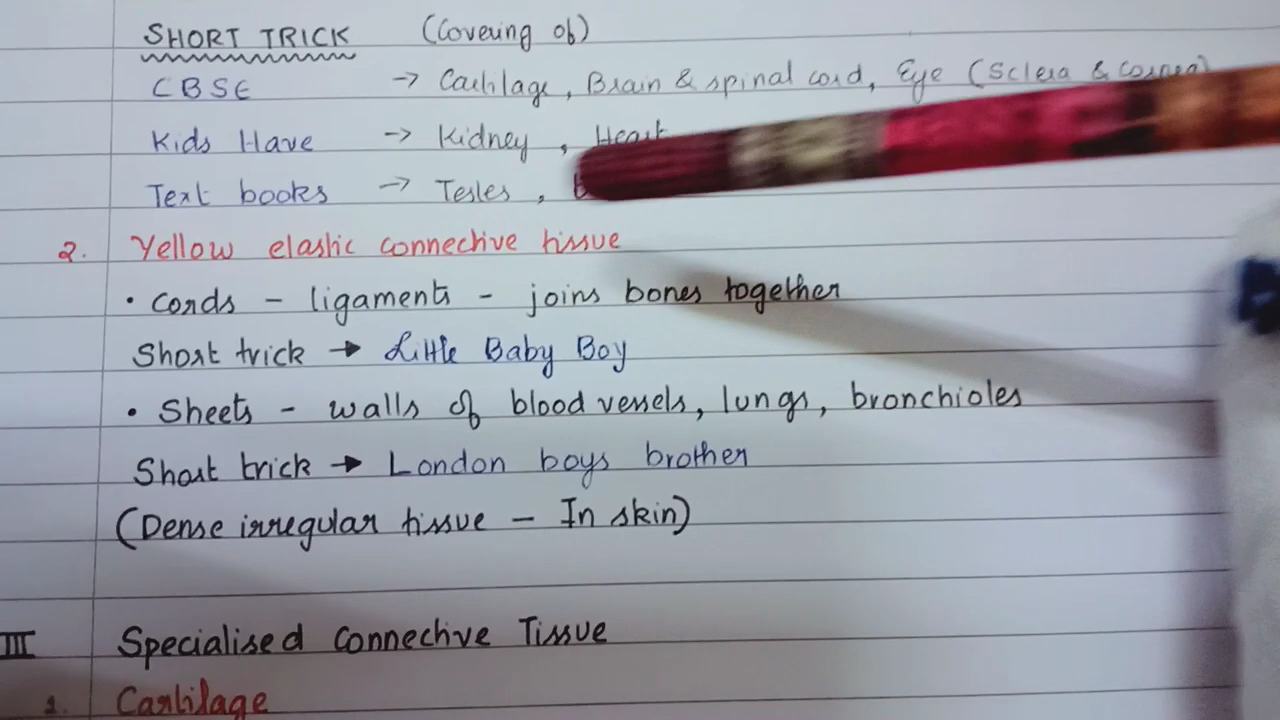 SHORT TRICK (Covering of)
CBSE → Cartilage, Brain & spinal cord, Eye (Sclera & Cornea)
Kids Have → Kidney, Heart
Text books → Testes,
2. Yellow elastic connective tissue
• Cords - ligaments - joins bones together
Short trick → Little Baby Boy
• Sheets - walls of blood vessels, lungs, bronchioles
Short trick → London boys brother
(Dense irregular tissue - In skin)
III Specialised Connective Tissue
1. Cartilage